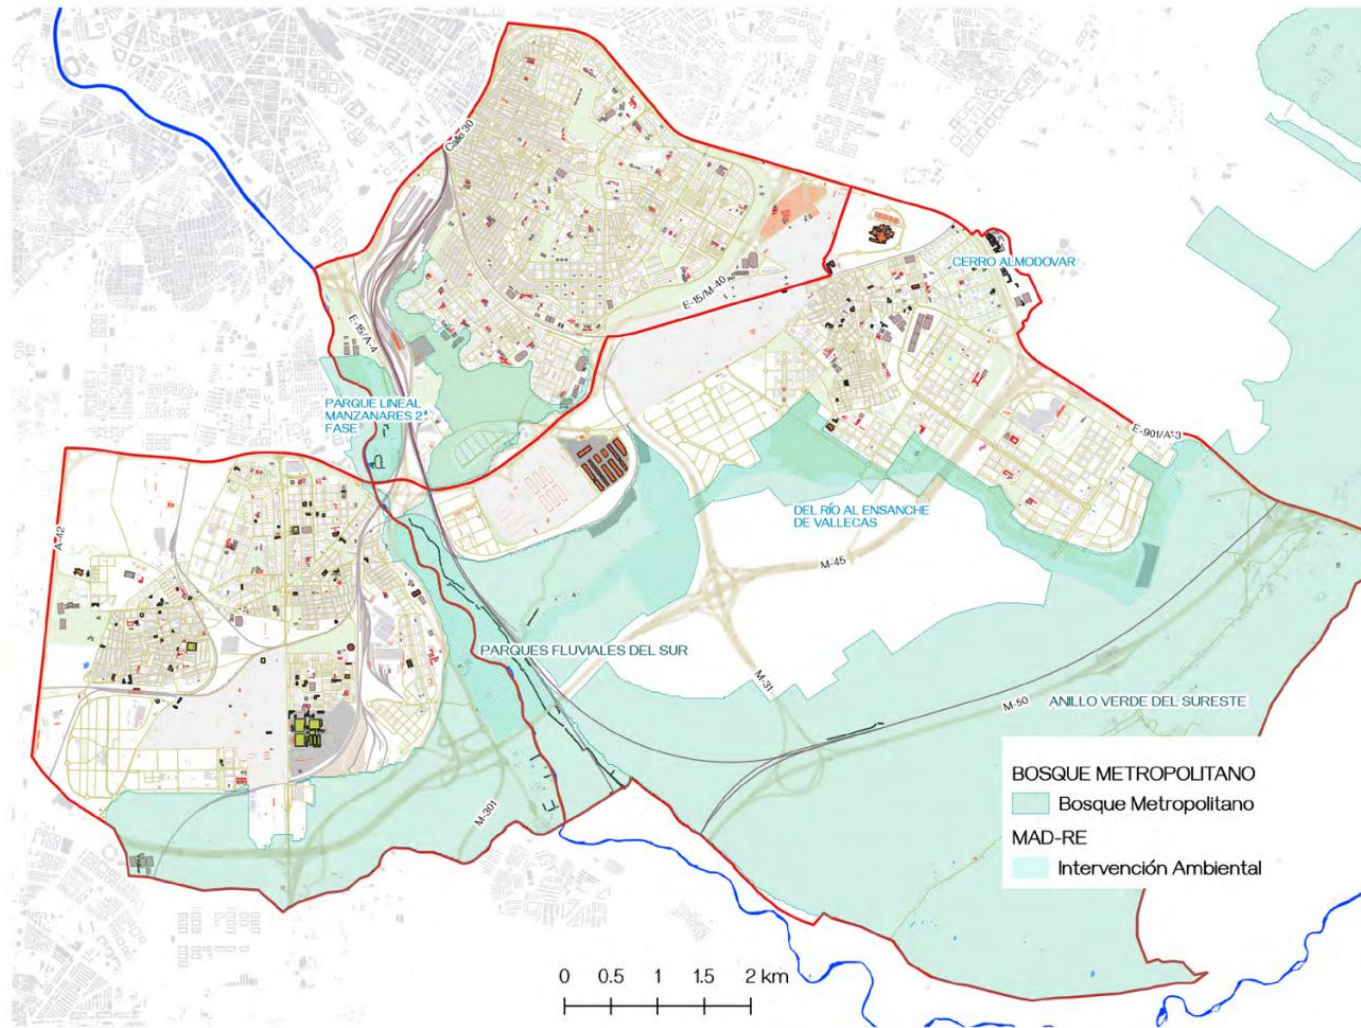 Calle 30
CERRO ALMODOVAR
E-15/M-40
E-15/A-4
PARQUE LINEAL
MANZANARES 2ª
FASE
E-901/A-3
A-42
DEL RÍO AL ENSANCHE
DE VALLECAS
M-45
PARQUES FLUVIALES DEL SUR
M-31
M-50
ANILLO VERDE DEL SURESTE
M-301
BOSQUE METROPOLITANO
Bosque Metropolitano
MAD-RE
Intervención Ambiental
0 0.5 1 1.5 2 km